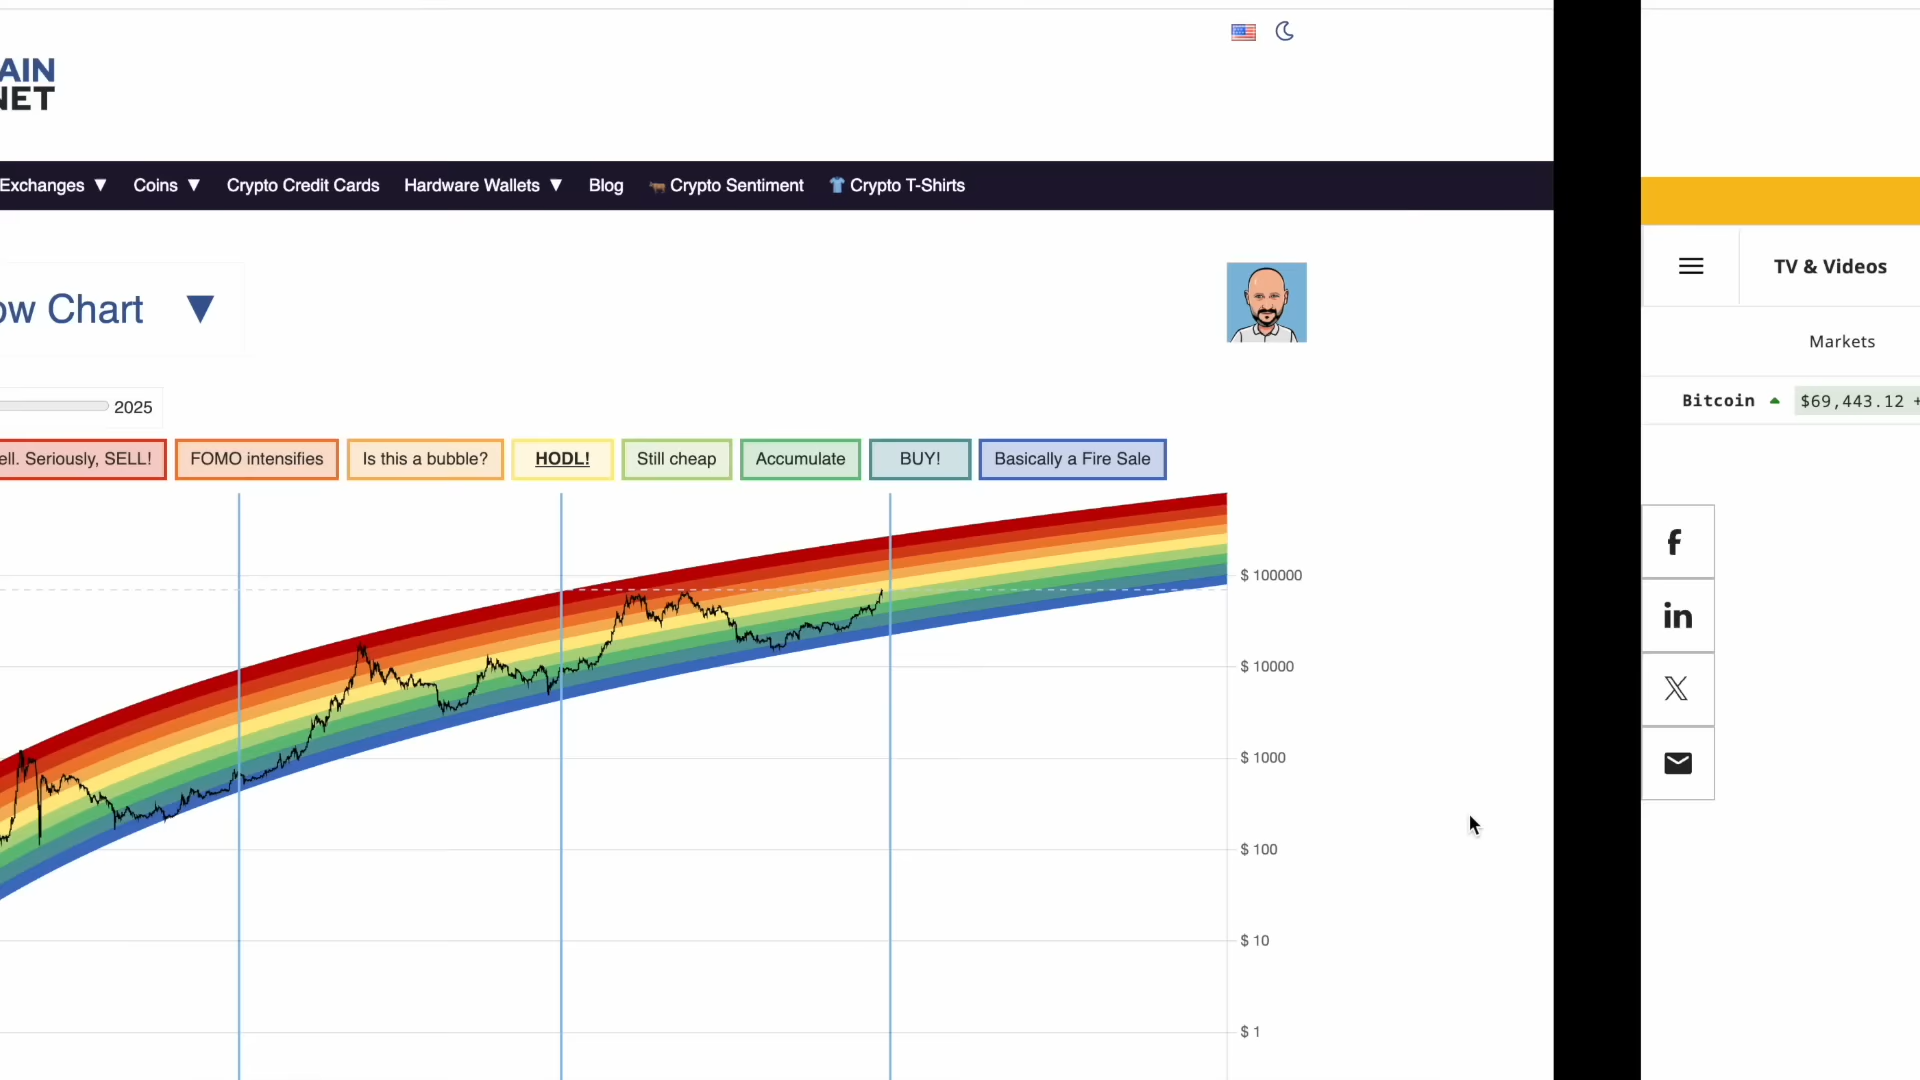 AIN
NET
Exchanges ▼ Coins ▼ Crypto Credit Cards Hardware Wallets ▼ Blog Crypto Sentiment Crypto T-Shirts
ow Chart ▼
2025
ell. Seriously, SELL! FOMO intensifies Is this a bubble? HODL! Still cheap Accumulate BUY! Basically a Fire Sale
$ 100000
$ 10000
$ 1000
$ 100
$ 10
$ 1
TV & Videos
Markets
Bitcoin ▲ $69,443.12 +
f
in
X